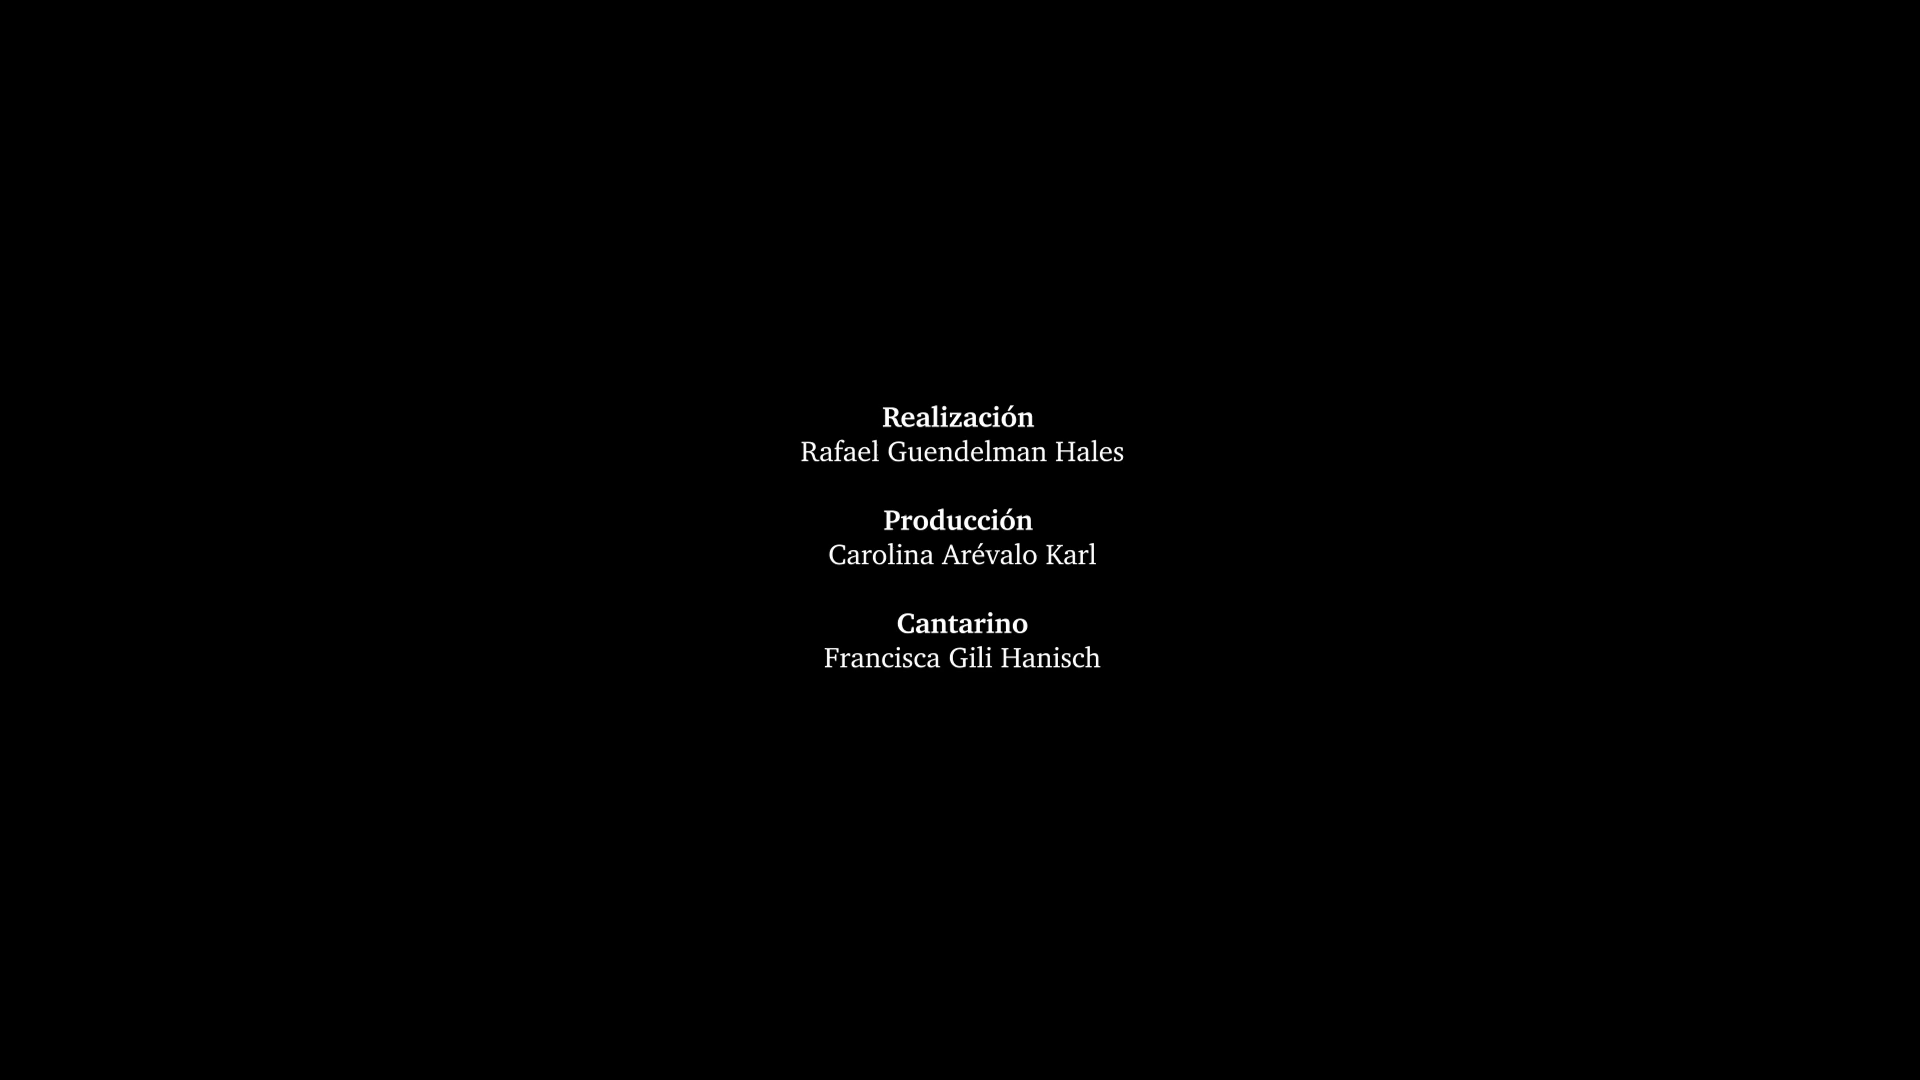 Realización
Rafael Guendelman Hales
Producción
Carolina Arévalo Karl
Cantarino
Francisca Gili Hanisch